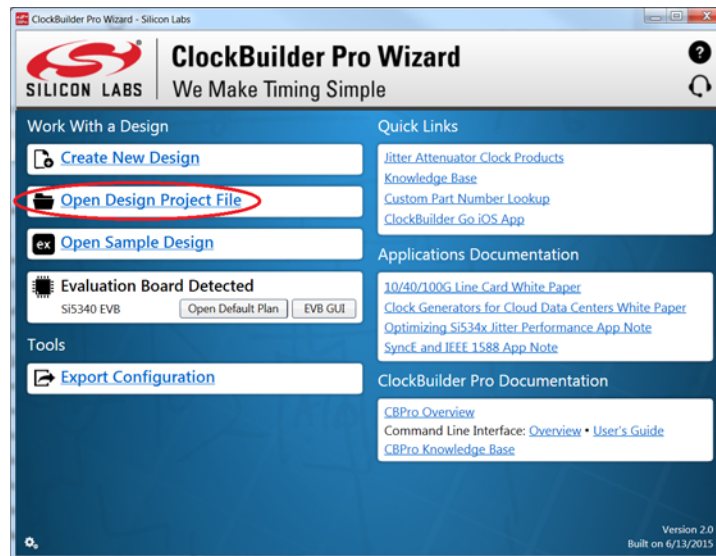 ClockBuilder Pro Wizard - Silicon Labs
SILICON LABS
ClockBuilder Pro Wizard
We Make Timing Simple
?
Work With a Design
Create New Design
Open Design Project File
ex Open Sample Design
Evaluation Board Detected
Si5340 EVB Open Default Plan EVB GUI
Tools
Export Configuration
Quick Links
Jitter Attenuator Clock Products
Knowledge Base
Custom Part Number Lookup
ClockBuilder Go iOS App
Applications Documentation
10/40/100G Line Card White Paper
Clock Generators for Cloud Data Centers White Paper
Optimizing Si534x Jitter Performance App Note
SyncE and IEEE 1588 App Note
ClockBuilder Pro Documentation
CBPro Overview
Command Line Interface: Overview • User's Guide
CBPro Knowledge Base
Version 2.0
Built on 6/13/2015